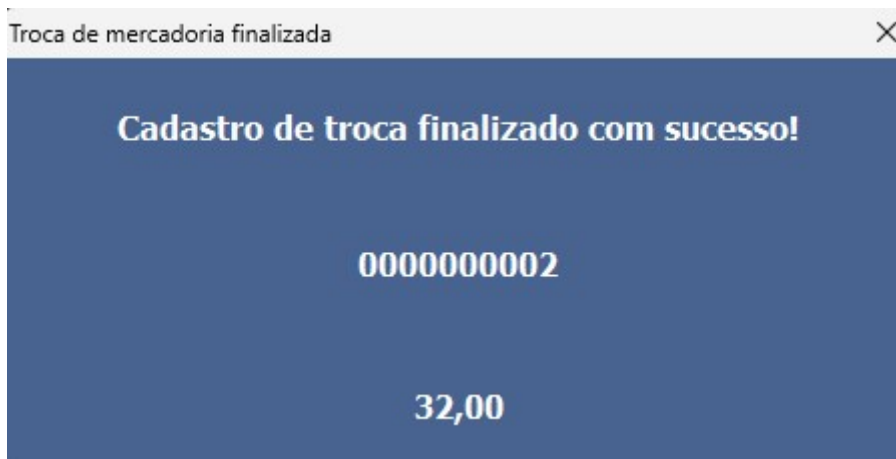 Troca de mercadoria finalizada
Cadastro de troca finalizado com sucesso!
0000000002
32,00